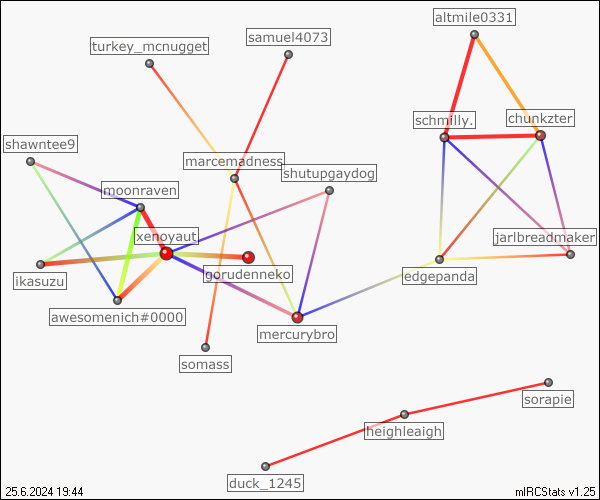 altmile0331
samuel4073
turkey_mcnugget
schmilly.
chunkzter
shawntee9
marcemadness
shutupgaydog
moonraven
xenoyaut
jarlbreadmaker
ikasuzu
gorudenneko
edgepanda
awesomenich#0000
mercurybro
somass
sorapie
heighleaigh
duck_1245
25.6.2024 19:44
mIRCStats v1.25